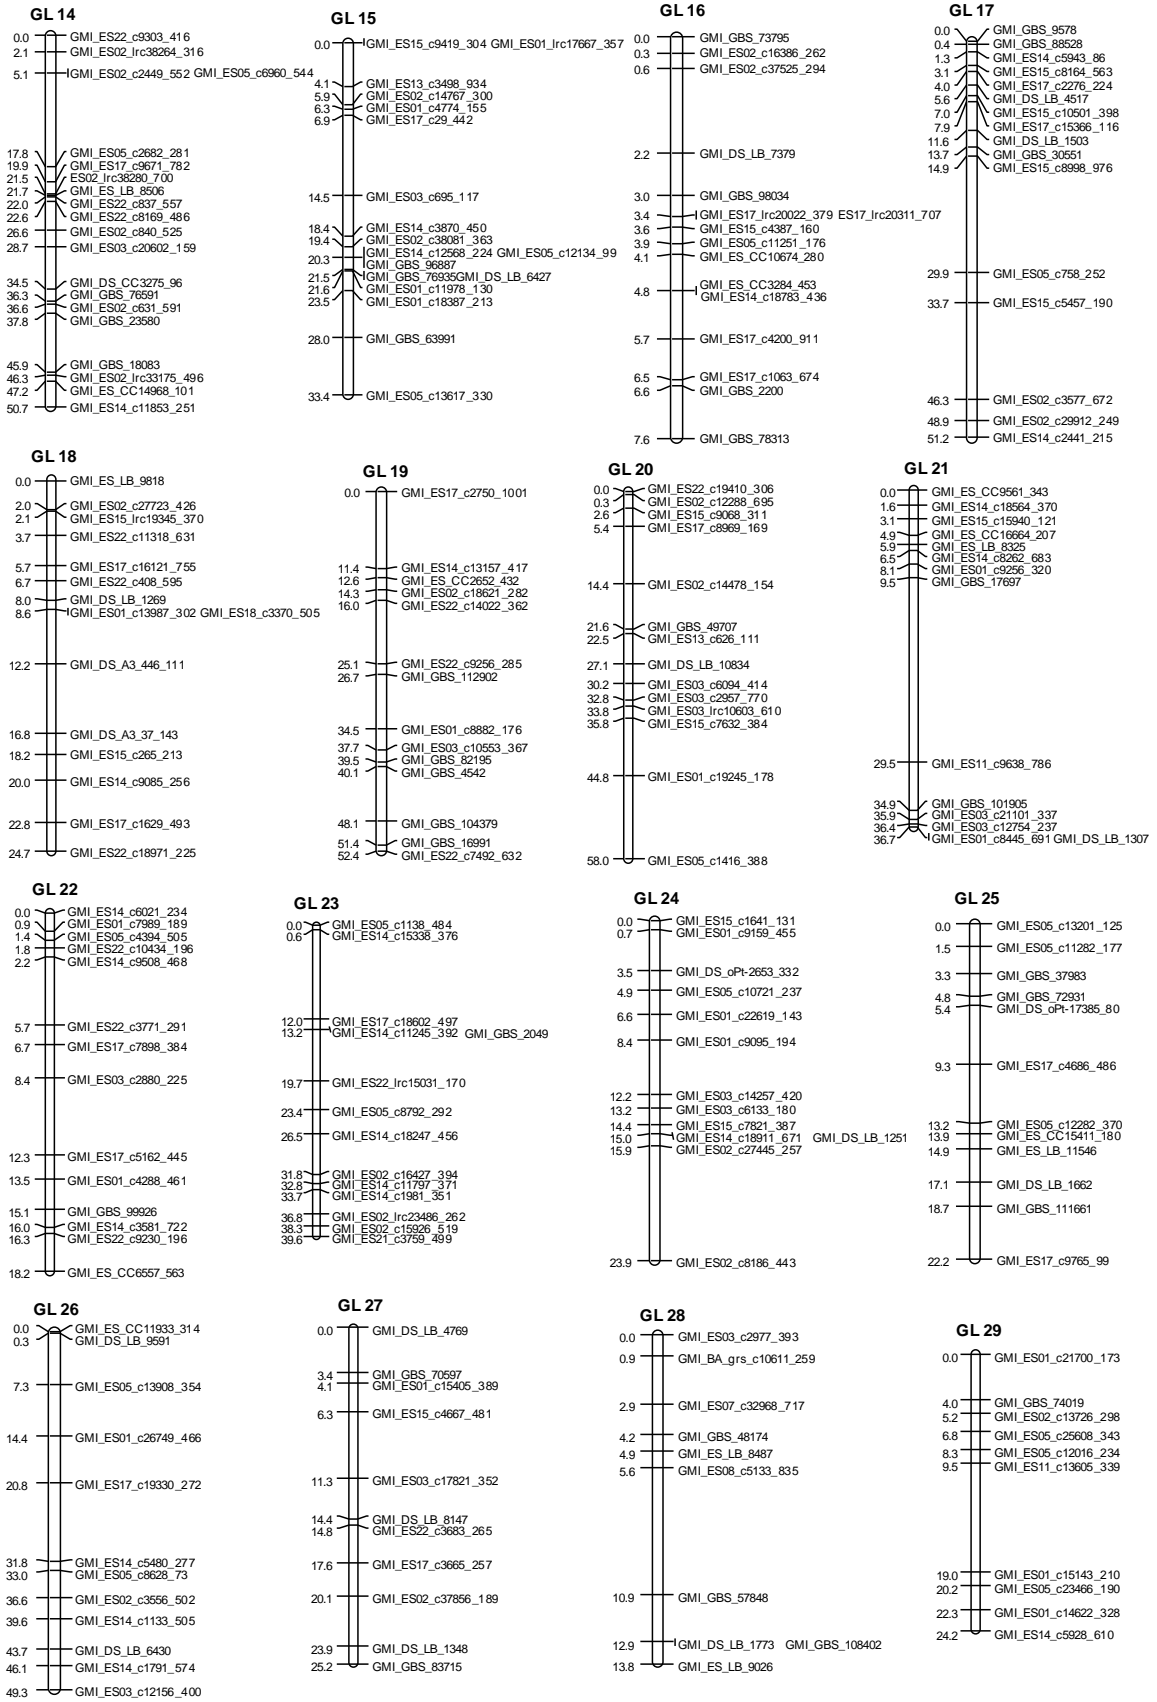 GL 14
0.0 GMI_ES22_c9303_416
2.1 GMI_ES02_lrc38264_316
5.1 GMI_ES02_c2449_552 GMI_ES05_c6960_544
17.8 GMI_ES05_c2682_281
19.9 GMI_ES17_c9671_782
21.5 ES02_lrc38280_700
21.7 GMI_ES_LB_8506
22.0 GMI_ES22_c837_557
22.6 GMI_ES22_c8169_486
26.6 GMI_ES02_c840_525
28.7 GMI_ES03_c20602_159
34.5 GMI_DS_CC3275_96
36.3 GMI_GBS_76591
36.6 GMI_ES02_c631_591
37.8 GMI_GBS_23580
45.9 GMI_GBS_18083
46.3 GMI_ES02_lrc33175_496
47.2 GMI_ES_CC14968_101
50.7 GMI_ES14_c11853_251
GL 15
0.0 GMI_ES15_c9419_304 GMI_ES01_lrc17667_357
4.1 GMI_ES13_c3498_934
5.9 GMI_ES02_c14767_300
6.3 GMI_ES01_c4774_155
6.9 GMI_ES17_c29_442
14.5 GMI_ES03_c695_117
18.4 GMI_ES14_c3870_450
19.4 GMI_ES02_c38081_363
20.3 GMI_ES14_c12568_224 GMI_ES05_c12134_99
GMI_GBS_96887
21.5 GMI_GBS_76935GMI_DS_LB_6427
21.6 GMI_ES01_c11978_130
23.5 GMI_ES01_c18387_213
28.0 GMI_GBS_63991
33.4 GMI_ES05_c13617_330
GL 16
0.0 GMI_GBS_73795
0.3 GMI_ES02_c16386_262
0.6 GMI_ES02_c37525_294
2.2 GMI_DS_LB_7379
3.0 GMI_GBS_98034
3.4 GMI_ES17_lrc20022_379 ES17_lrc20311_707
3.6 GMI_ES15_c4387_160
3.9 GMI_ES05_c11251_176
4.1 GMI_ES_CC10674_280
4.8 GMI_ES_CC3284_453
GMI_ES14_c18783_436
5.7 GMI_ES17_c4200_911
6.5 GMI_ES17_c1063_674
6.6 GMI_GBS_2200
7.6 GMI_GBS_78313
GL 17
0.0 GMI_GBS_9578
0.4 GMI_GBS_88528
1.3 GMI_ES14_c5943_86
3.1 GMI_ES15_c8164_563
4.0 GMI_ES17_c2276_224
5.6 GMI_DS_LB_4517
7.0 GMI_ES15_c10501_398
7.9 GMI_ES17_c15366_116
11.6 GMI_DS_LB_1503
13.7 GMI_GBS_30551
14.9 GMI_ES15_c8998_976
29.9 GMI_ES05_c758_252
33.7 GMI_ES15_c5457_190
46.3 GMI_ES02_c3577_672
48.9 GMI_ES02_c29912_249
51.2 GMI_ES14_c2441_215
GL 18
0.0 GMI_ES_LB_9818
2.0 GMI_ES02_c27723_426
2.1 GMI_ES15_lrc19345_370
3.7 GMI_ES22_c11318_631
5.7 GMI_ES17_c16121_755
6.7 GMI_ES22_c408_595
8.0 GMI_DS_LB_1269
8.6 GMI_ES01_c13987_302 GMI_ES18_c3370_505
12.2 GMI_DS_A3_446_111
16.8 GMI_DS_A3_37_143
18.2 GMI_ES15_c265_213
20.0 GMI_ES14_c9085_256
22.8 GMI_ES17_c1629_493
24.7 GMI_ES22_c18971_225
GL 19
0.0 GMI_ES17_c2750_1001
11.4 GMI_ES14_c13157_417
12.6 GMI_ES_CC2652_432
14.3 GMI_ES02_c18621_282
16.0 GMI_ES22_c14022_362
25.1 GMI_ES22_c9256_285
26.7 GMI_GBS_112902
34.5 GMI_ES01_c8882_176
37.7 GMI_ES03_c10553_367
39.5 GMI_GBS_82195
40.1 GMI_GBS_4542
48.1 GMI_GBS_104379
51.4 GMI_GBS_16991
52.4 GMI_ES22_c7492_632
GL 20
0.0 GMI_ES22_c19410_306
0.3 GMI_ES02_c12288_695
2.6 GMI_ES15_c9068_311
5.4 GMI_ES17_c8969_169
14.4 GMI_ES02_c14478_154
21.6 GMI_GBS_49707
22.5 GMI_ES13_c626_111
27.1 GMI_DS_LB_10834
30.2 GMI_ES03_c6094_414
32.8 GMI_ES03_c2957_770
33.8 GMI_ES03_lrc10603_610
35.8 GMI_ES15_c7632_384
44.8 GMI_ES01_c19245_178
58.0 GMI_ES05_c1416_388
GL 21
0.0 GMI_ES_CC9561_343
1.6 GMI_ES14_c18564_370
3.1 GMI_ES15_c15940_121
4.9 GMI_ES_CC16664_207
5.9 GMI_ES_LB_8325
6.5 GMI_ES14_c8262_683
8.1 GMI_ES01_c9256_320
9.5 GMI_GBS_17697
29.5 GMI_ES11_c9638_786
34.9 GMI_GBS_101905
35.9 GMI_ES03_c21101_337
36.4 GMI_ES03_c12754_237
36.7 GMI_ES01_c8445_691 GMI_DS_LB_1307
GL 22
0.0 GMI_ES14_c6021_234
0.9 GMI_ES01_c7989_189
1.4 GMI_ES05_c4394_505
1.8 GMI_ES22_c10434_196
2.2 GMI_ES14_c9508_468
5.7 GMI_ES22_c3771_291
6.7 GMI_ES17_c7898_384
8.4 GMI_ES03_c2880_225
12.3 GMI_ES17_c5162_445
13.5 GMI_ES01_c4288_461
15.1 GMI_GBS_99926
16.0 GMI_ES14_c3581_722
16.3 GMI_ES22_c9230_196
18.2 GMI_ES_CC6557_563
GL 23
0.0 GMI_ES05_c1138_484
0.6 GMI_ES14_c15338_376
12.0 GMI_ES17_c18602_497
13.2 GMI_ES14_c11245_392 GMI_GBS_2049
19.7 GMI_ES22_lrc15031_170
23.4 GMI_ES05_c8792_292
26.5 GMI_ES14_c18247_456
31.8 GMI_ES02_c16427_394
32.8 GMI_ES14_c11797_371
33.7 GMI_ES14_c1981_351
36.8 GMI_ES02_lrc23486_262
38.3 GMI_ES02_c15926_519
39.6 GMI_ES21_c3759_499
GL 24
0.0 GMI_ES15_c1641_131
0.7 GMI_ES01_c9159_455
3.5 GMI_DS_oPt-2653_332
4.9 GMI_ES05_c10721_237
6.6 GMI_ES01_c22619_143
8.4 GMI_ES01_c9095_194
12.2 GMI_ES03_c14257_420
13.2 GMI_ES03_c6133_180
14.4 GMI_ES15_c7821_387
15.0 GMI_ES14_c18911_671 GMI_DS_LB_1251
15.9 GMI_ES02_c27445_257
23.9 GMI_ES02_c8186_443
GL 25
0.0 GMI_ES05_c13201_125
1.5 GMI_ES05_c11282_177
3.3 GMI_GBS_37983
4.8 GMI_GBS_72931
5.4 GMI_DS_oPt-17385_80
9.3 GMI_ES17_c4686_486
13.2 GMI_ES05_c12282_370
13.9 GMI_ES_CC15411_180
14.9 GMI_ES_LB_11546
17.1 GMI_DS_LB_1662
18.7 GMI_GBS_111661
22.2 GMI_ES17_c9765_99
GL 26
0.0 GMI_ES_CC11933_314
0.3 GMI_DS_LB_9591
7.3 GMI_ES05_c13908_354
14.4 GMI_ES01_c26749_466
20.8 GMI_ES17_c19330_272
31.8 GMI_ES14_c5480_277
33.0 GMI_ES05_c8628_73
36.6 GMI_ES02_c3556_502
39.6 GMI_ES14_c1133_505
43.7 GMI_DS_LB_6430
46.1 GMI_ES14_c1791_574
49.3 GMI_ES03_c12156_400
GL 27
0.0 GMI_DS_LB_4769
3.4 GMI_GBS_70597
4.1 GMI_ES01_c15405_389
6.3 GMI_ES15_c4667_481
11.3 GMI_ES03_c17821_352
14.4 GMI_DS_LB_8147
14.8 GMI_ES22_c3683_265
17.6 GMI_ES17_c3665_257
20.1 GMI_ES02_c37856_189
23.9 GMI_DS_LB_1348
25.2 GMI_GBS_83715
GL 28
0.0 GMI_ES03_c2977_393
0.9 GMI_BA_grs_c10611_259
2.9 GMI_ES07_c32968_717
4.2 GMI_GBS_48174
4.9 GMI_ES_LB_8487
5.6 GMI_ES08_c5133_835
10.9 GMI_GBS_57848
12.9 GMI_DS_LB_1773 GMI_GBS_108402
13.8 GMI_ES_LB_9026
GL 29
0.0 GMI_ES01_c21700_173
4.0 GMI_GBS_74019
5.2 GMI_ES02_c13726_298
6.8 GMI_ES05_c25608_343
8.3 GMI_ES05_c12016_234
9.5 GMI_ES11_c13605_339
19.0 GMI_ES01_c15143_210
20.2 GMI_ES05_c23466_190
22.3 GMI_ES01_c14622_328
24.2 GMI_ES14_c5928_610